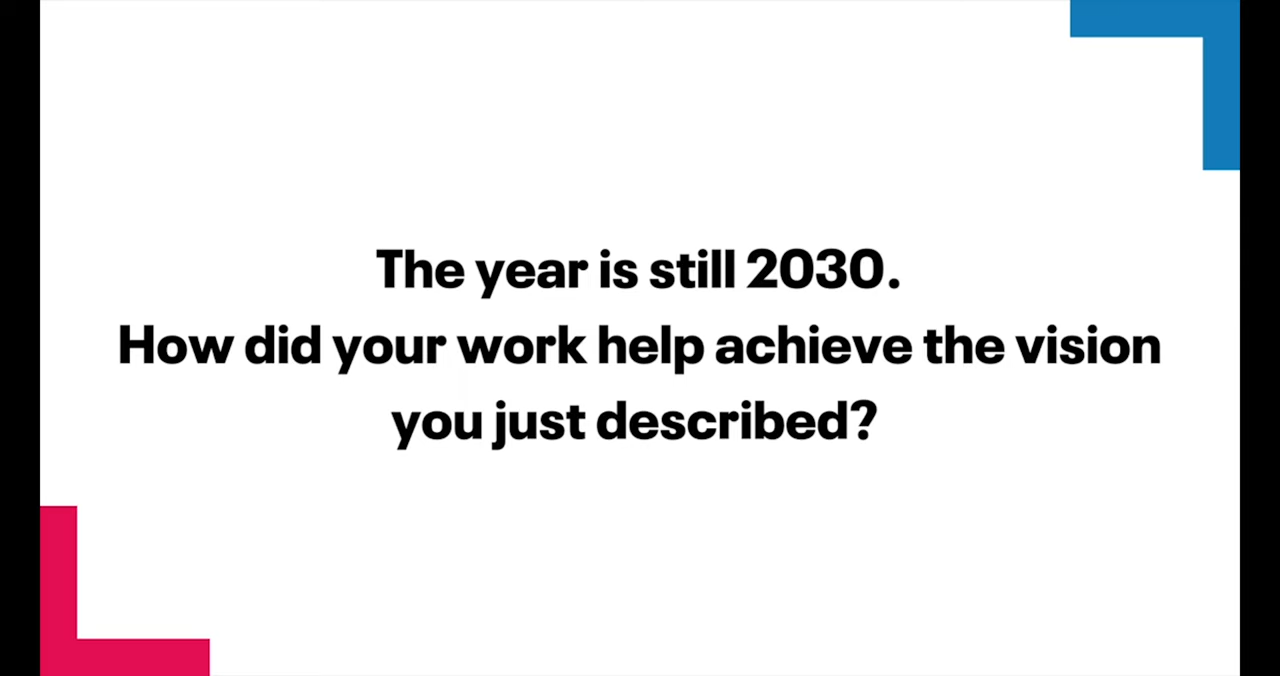 The year is still 2030.
How did your work help achieve the vision
you just described?